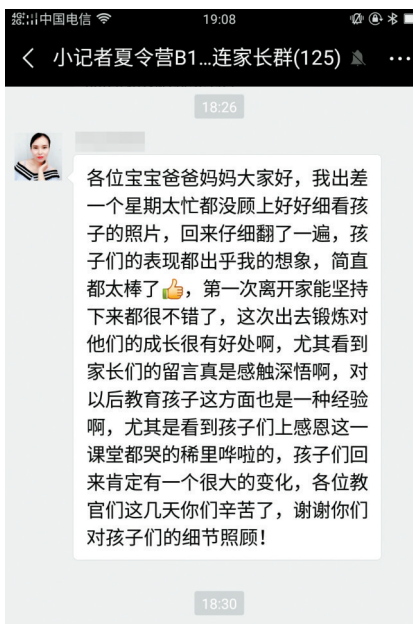 中国电信
19:08
小记者夏令营B1...连家长群(125)
18:26
各位宝宝爸爸妈妈大家好，我出差
一个星期太忙都没顾上好好细看孩
子的照片，回来仔细翻了一遍，孩
子们的表现都出乎我的想象，简直
都太棒了👍，第一次离开家能坚持
下来都很不错了，这次出去锻炼对
他们的成长很有好处啊，尤其看到
家长们的留言真是感触深悟啊，对
以后教育孩子这方面也是一种经验
啊，尤其是看到孩子们上感恩这一
课堂都哭的稀里哗啦的，孩子们回
来肯定有一个很大的变化，各位教
官们这几天你们辛苦了，谢谢你们
对孩子们的细节照顾！
18:30